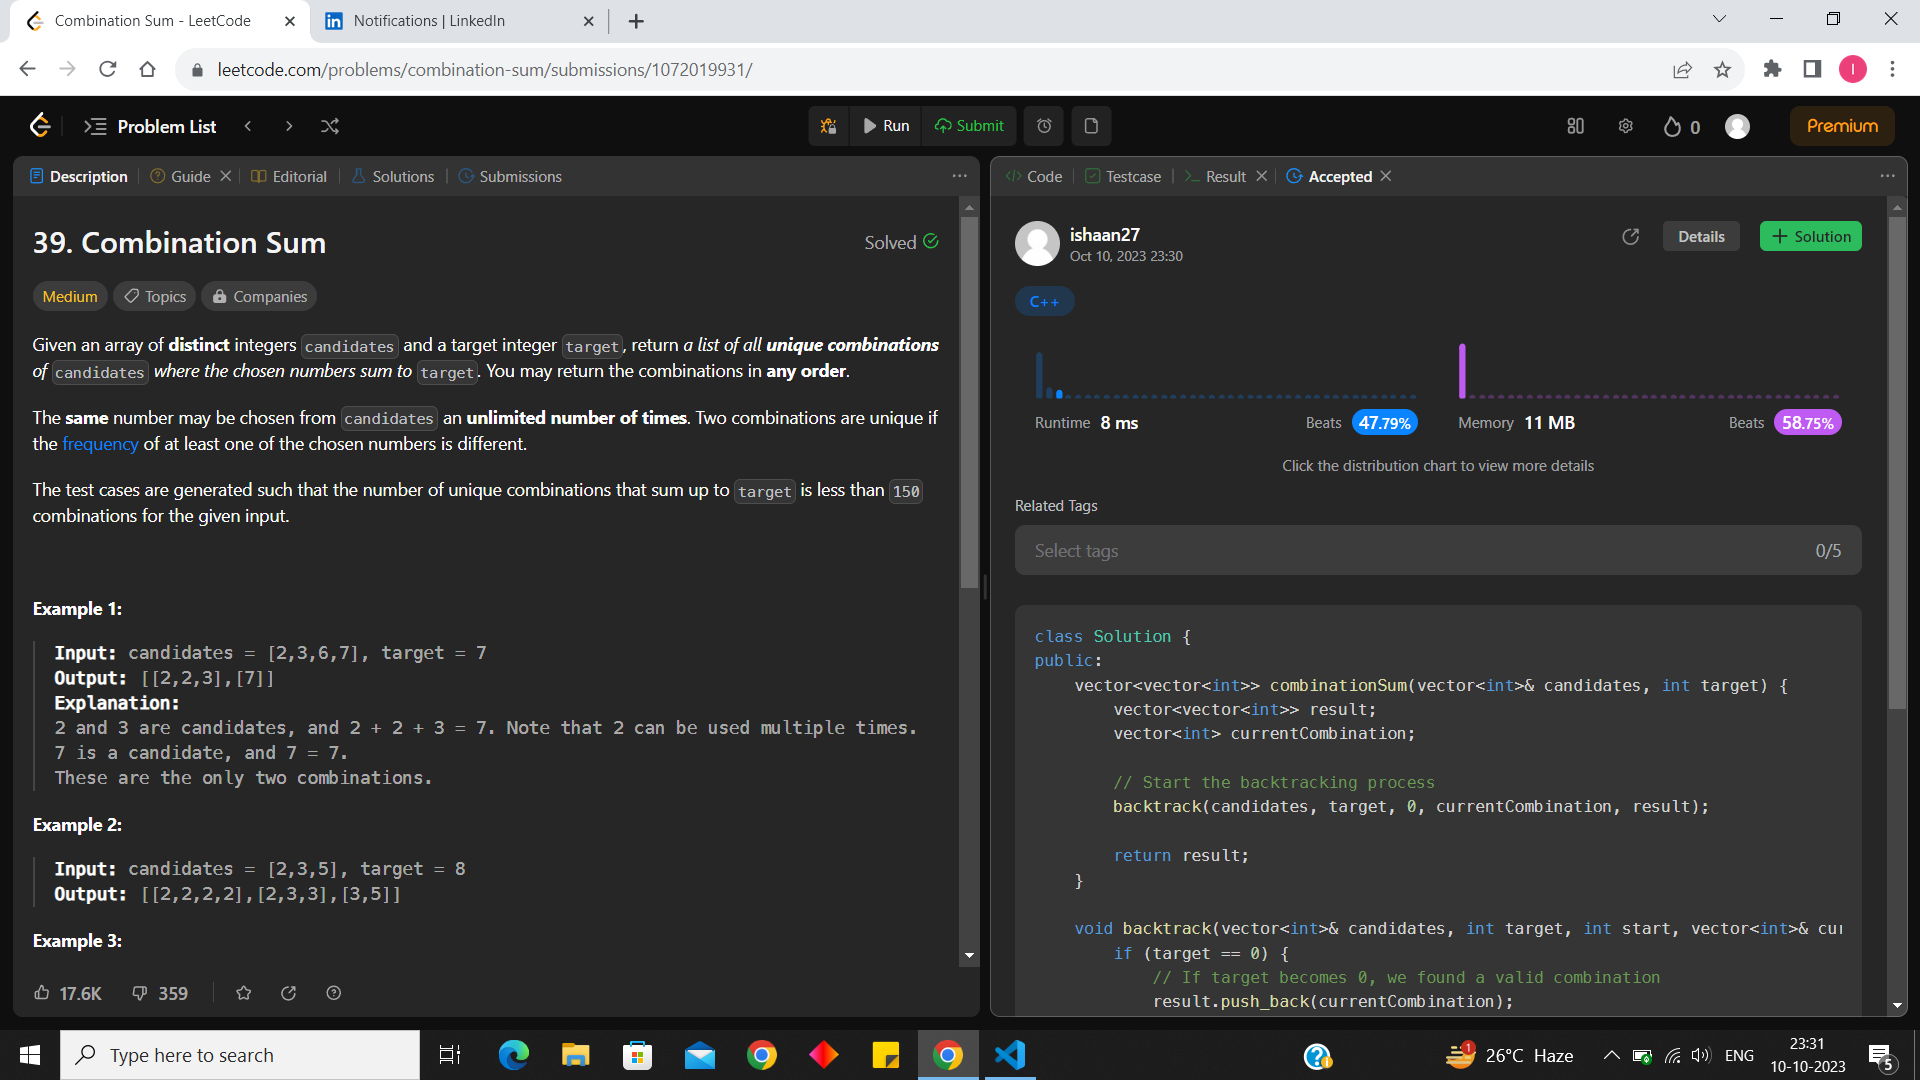 Combination Sum - LeetCode
Notifications | LinkedIn
leetcode.com/problems/combination-sum/submissions/1072019931/
I
Problem List
Run
Submit
0
Premium
Description
Guide
Editorial
Solutions
Submissions
Code
Testcase
Result
Accepted
39. Combination Sum
Solved
Medium
Topics
Companies
Given an array of distinct integers candidates and a target integer target, return a list of all unique combinations
of candidates where the chosen numbers sum to target. You may return the combinations in any order.
The same number may be chosen from candidates an unlimited number of times. Two combinations are unique if
the frequency of at least one of the chosen numbers is different.
The test cases are generated such that the number of unique combinations that sum up to target is less than 150
combinations for the given input.
Example 1:
Input: candidates = [2,3,6,7], target = 7
Output: [[2,2,3],[7]]
Explanation:
2 and 3 are candidates, and 2 + 2 + 3 = 7. Note that 2 can be used multiple times.
7 is a candidate, and 7 = 7.
These are the only two combinations.
Example 2:
Input: candidates = [2,3,5], target = 8
Output: [[2,2,2,2],[2,3,3],[3,5]]
Example 3:
17.6K
359
ishaan27
Oct 10, 2023 23:30
Details
Solution
C++
Runtime 8 ms
Beats 47.79%
Memory 11 MB
Beats 58.75%
Click the distribution chart to view more details
Related Tags
Select tags
0/5
class Solution {
public:
vector<vector<int>> combinationSum(vector<int>& candidates, int target) {
vector<vector<int>> result;
vector<int> currentCombination;
// Start the backtracking process
backtrack(candidates, target, 0, currentCombination, result);
return result;
}
void backtrack(vector<int>& candidates, int target, int start, vector<int>& cur
if (target == 0) {
// If target becomes 0, we found a valid combination
result.push_back(currentCombination);
Type here to search
1
26°C Haze
ENG
23:31
10-10-2023
5